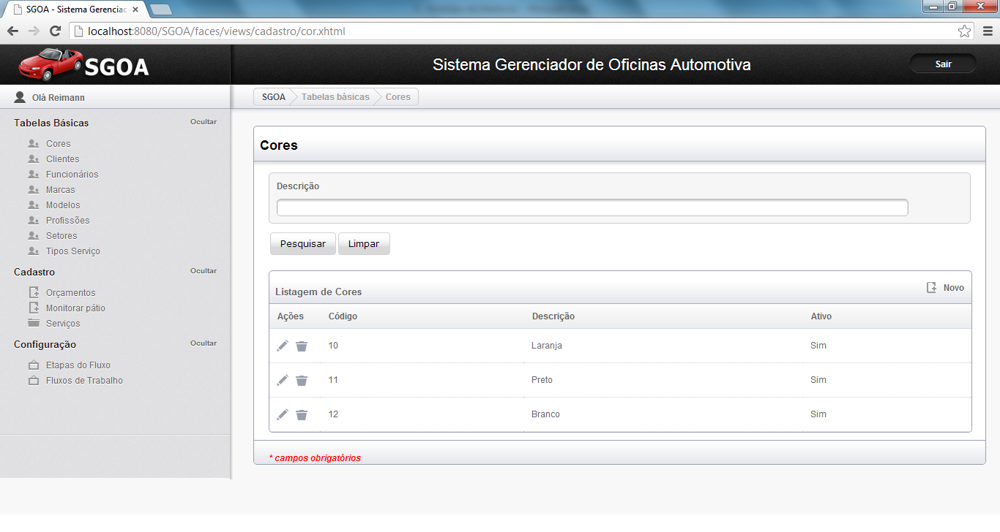 SGOA - Sistema Gerenciac
localhost:8080/SGOA/faces/views/cadastro/cor.xhtml
SGOA
Sistema Gerenciador de Oficinas Automotiva
Sair
Olá Reimann
SGOA Tabelas básicas Cores
Tabelas Básicas Ocultar
Cores
Clientes
Funcionários
Marcas
Modelos
Profissões
Setores
Tipos Serviço
Cadastro Ocultar
Orçamentos
Monitorar pátio
Serviços
Configuração Ocultar
Etapas do Fluxo
Fluxos de Trabalho
Cores
Descrição
Pesquisar Limpar
Listagem de Cores Novo
Ações Código Descrição Ativo
10 Laranja Sim
11 Preto Sim
12 Branco Sim
* campos obrigatórios